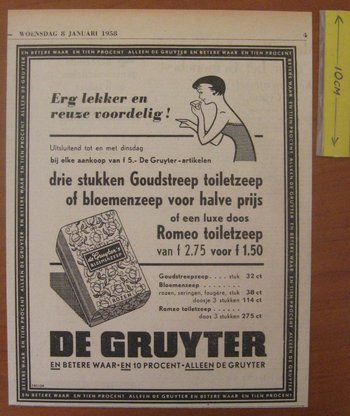 WOENSDAG 8 JANUARI 1958
4
EN BETERE WAAR EN TIEN PROCENT ALLEEN DE GRUYTER EN BETERE WAAR EN TIEN PROCENT
Erg lekker en
reuze voordelig!
Uitsluitend tot en met dinsdag
bij elke aankoop van f 5.- De Gruyter-artikelen
drie stukken Goudstreep toiletzeep
of bloemenzeep voor halve prijs
of een luxe doos
Romeo toiletzeep
van f 2.75 voor f 1.50
de Gruyter's
BLOEMENZEEP
Goudstreepzeep.... stuk 32 ct
Bloemenzeep........
rozen, seringen, fougère, stuk 38 ct
doosje 3 stukken 114 ct
Romeo toiletzeep......
doos 3 stukken 275 ct
DE GRUYTER
EN BETERE WAAR-EN 10 PROCENT-ALLEEN DE GRUYTER
10CM